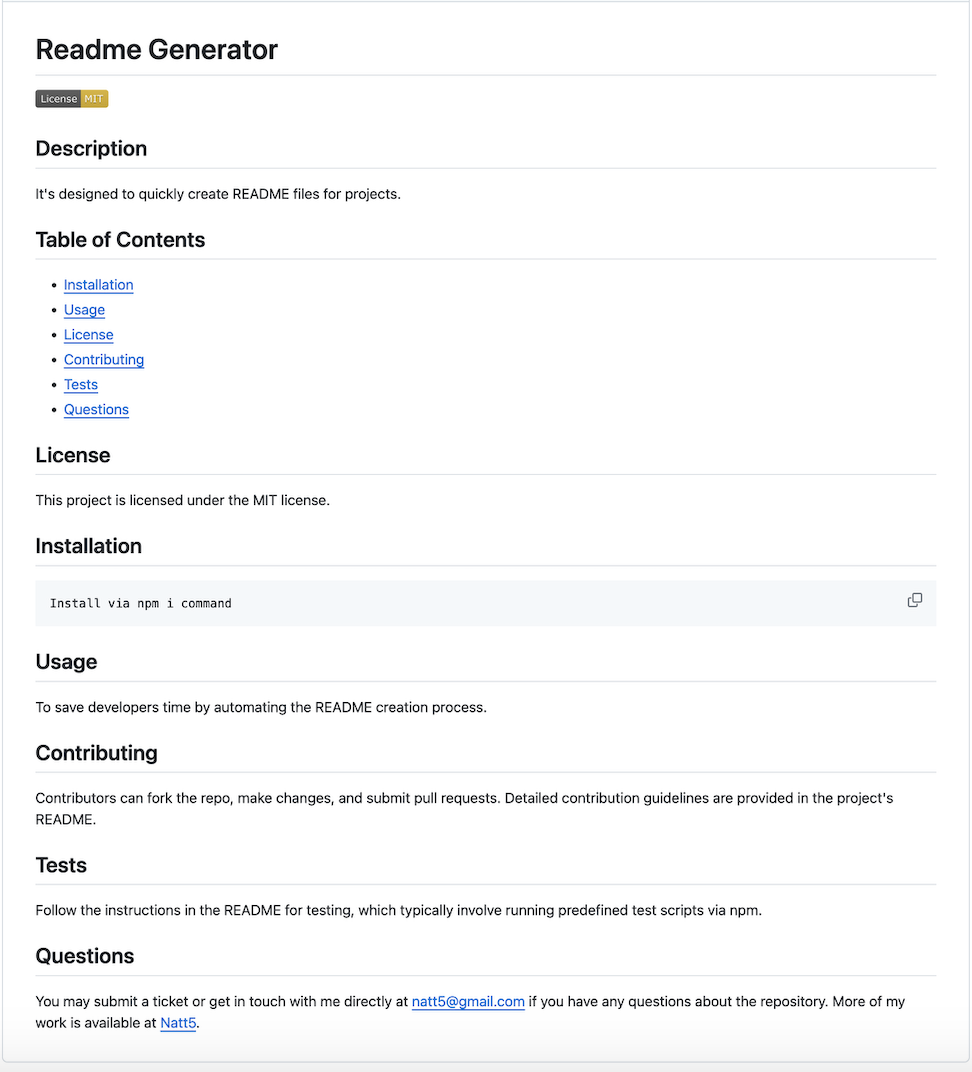 Readme Generator
License MIT
Description
It's designed to quickly create README files for projects.
Table of Contents
Installation
Usage
License
Contributing
Tests
Questions
License
This project is licensed under the MIT license.
Installation
Install via npm i command
Usage
To save developers time by automating the README creation process.
Contributing
Contributors can fork the repo, make changes, and submit pull requests. Detailed contribution guidelines are provided in the project's
README.
Tests
Follow the instructions in the README for testing, which typically involve running predefined test scripts via npm.
Questions
You may submit a ticket or get in touch with me directly at natt5@gmail.com if you have any questions about the repository. More of my
work is available at Natt5.